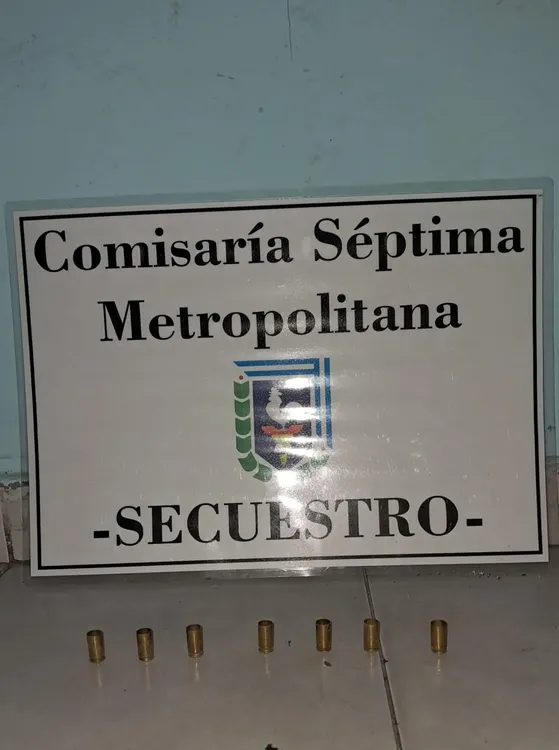 Comisaría Séptima
Metropolitana
-SECUESTRO-